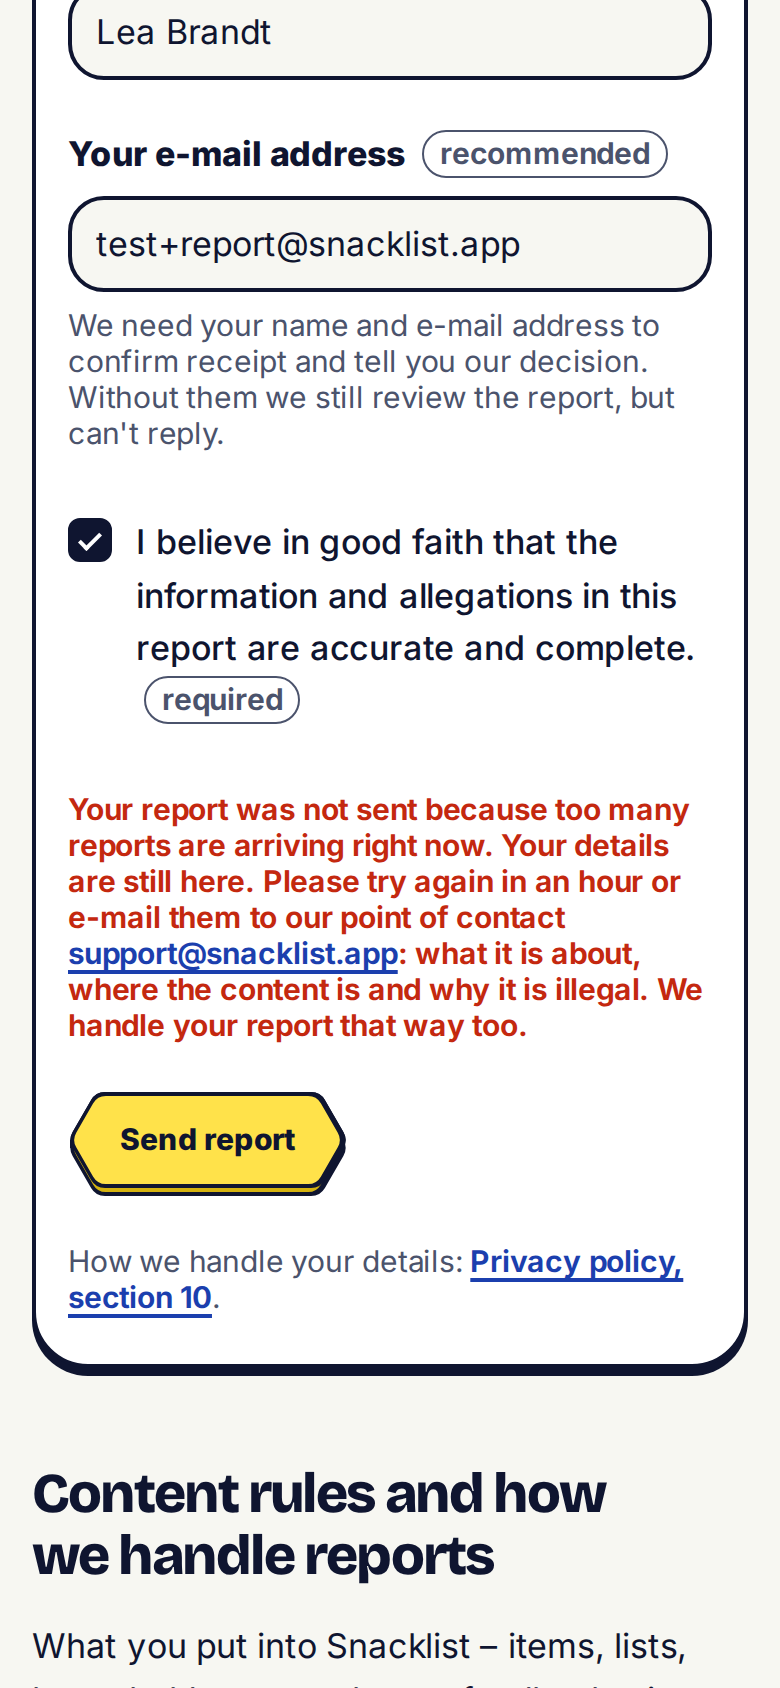 Lea Brandt
Your e-mail address recommended
test+report@snacklist.app
We need your name and e-mail address to
confirm receipt and tell you our decision.
Without them we still review the report, but
can't reply.
I believe in good faith that the
information and allegations in this
report are accurate and complete.
required
Your report was not sent because too many
reports are arriving right now. Your details
are still here. Please try again in an hour or
e-mail them to our point of contact
support@snacklist.app: what it is about,
where the content is and why it is illegal. We
handle your report that way too.
Send report
How we handle your details: Privacy policy,
section 10.
Content rules and how
we handle reports
What you put into Snacklist – items, lists,